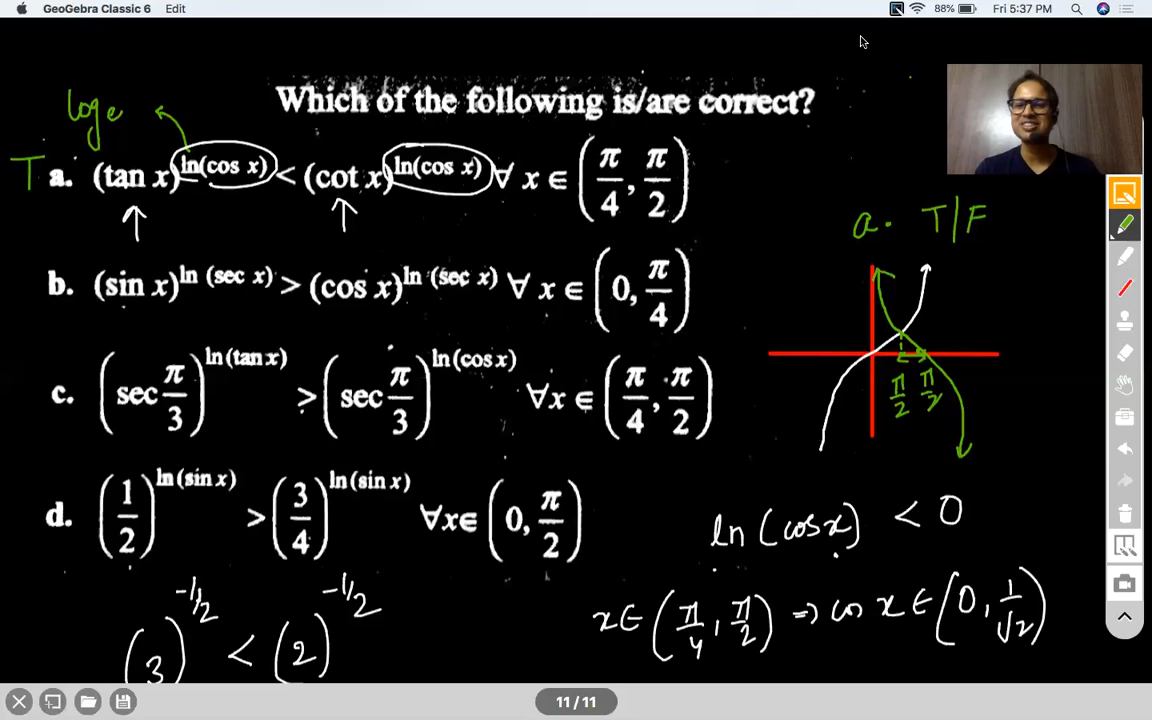 GeoGebra Classic 6 Edit 88% Fri 5:37 PM
Which of the following is/are correct?
loge
T a. (tan x)^ln(cos x) < (cot x)^ln(cos x) ∀ x ∈ (π/4, π/2)
a. T/F
b. (sin x)^ln (sec x) > (cos x)^ln (sec x) ∀ x ∈ (0, π/4)
π/2 π/2
c. (sec π/3)^ln(tan x) > (sec π/3)^ln(cos x) ∀x ∈ (π/4, π/2)
d. (1/2)^ln(sin x) > (3/4)^ln(sin x) ∀x∈ (0, π/2)
ln (cos x) < 0
x∈ (π/4, π/2) ⇒ cos x ∈ (0, 1/√2)
(3)^-1/2 < (2)^-1/2
11 / 11